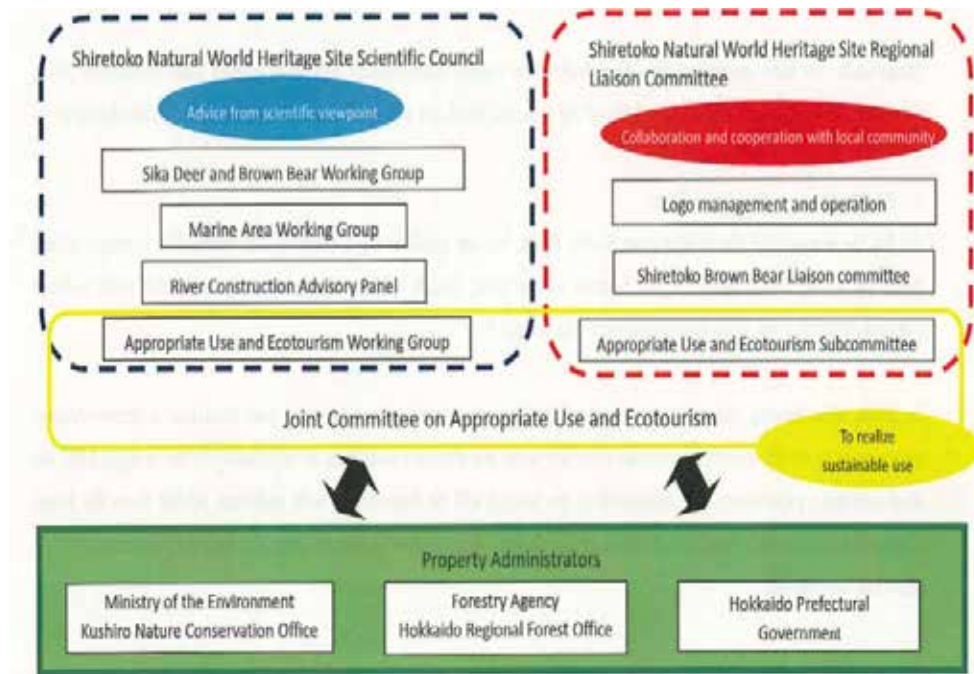 Shiretoko Natural World Heritage Site Scientific Council
Advice from scientific viewpoint
Sika Deer and Brown Bear Working Group
Marine Area Working Group
River Construction Advisory Panel
Appropriate Use and Ecotourism Working Group
Shiretoko Natural World Heritage Site Regional
Liaison Committee
Collaboration and cooperation with local community
Logo management and operation
Shiretoko Brown Bear Liaison committee
Appropriate Use and Ecotourism Subcommittee
Joint Committee on Appropriate Use and Ecotourism
To realize
sustainable use
Property Administrators
Ministry of the Environment
Kushiro Nature Conservation Office
Forestry Agency
Hokkaido Regional Forest Office
Hokkaido Prefectural
Government